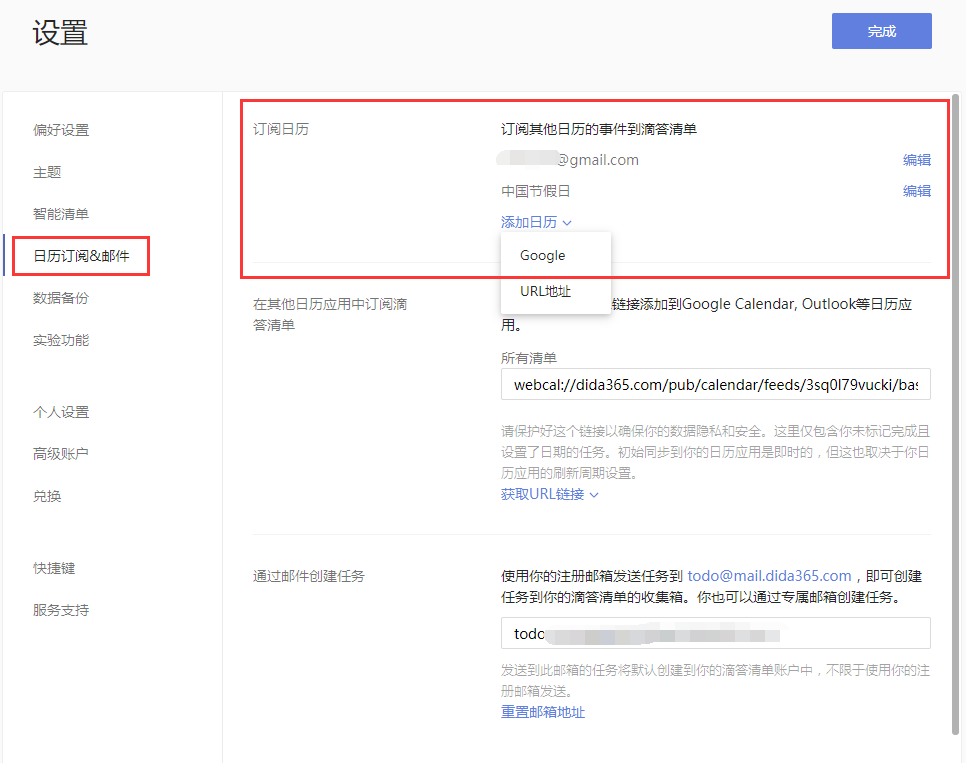 设置
完成
偏好设置
主题
智能清单
日历订阅&邮件
数据备份
实验功能
个人设置
高级账户
兑换
快捷键
服务支持
订阅日历
订阅其他日历的事件到滴答清单
@gmail.com
编辑
中国节假日
编辑
添加日历
Google
URL地址
在其他日历应用中订阅滴
答清单
链接添加到Google Calendar, Outlook等日历应
用。
所有清单
webcal://dida365.com/pub/calendar/feeds/3sq0l79vucki/bas
请保护好这个链接以确保你的数据隐私和安全。这里仅包含你未标记完成且
设置了日期的任务。初始同步到你的日历应用是即时的，但这也取决于你日
历应用的刷新周期设置。
获取URL链接
通过邮件创建任务
使用你的注册邮箱发送任务到 todo@mail.dida365.com，即可创建
任务到你的滴答清单的收集箱。你也可以通过专属邮箱创建任务。
todo
发送到此邮箱的任务将默认创建到你的滴答清单账户中，不限于使用你的注
册邮箱发送。
重置邮箱地址